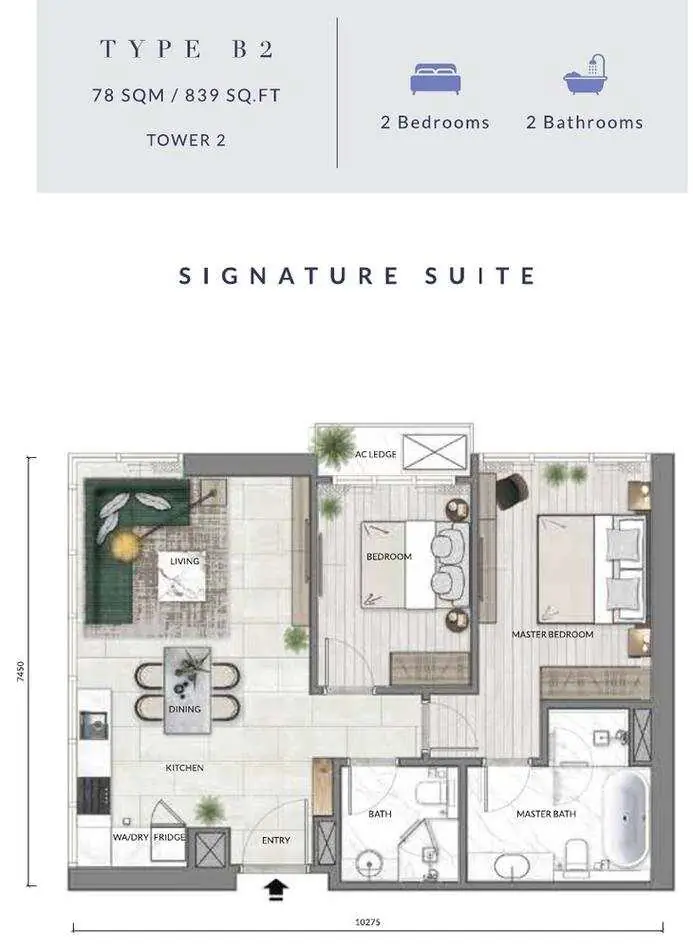 TYPE B2
78 SQM / 839 SQ.FT
TOWER 2
2 Bedrooms
2 Bathrooms
SIGNATURE SUITE
AC LEDGE
LIVING
BEDROOM
MASTER BEDROOM
7450
DINING
KITCHEN
BATH
MASTER BATH
WA/DRY
FRIDGE
ENTRY
10275